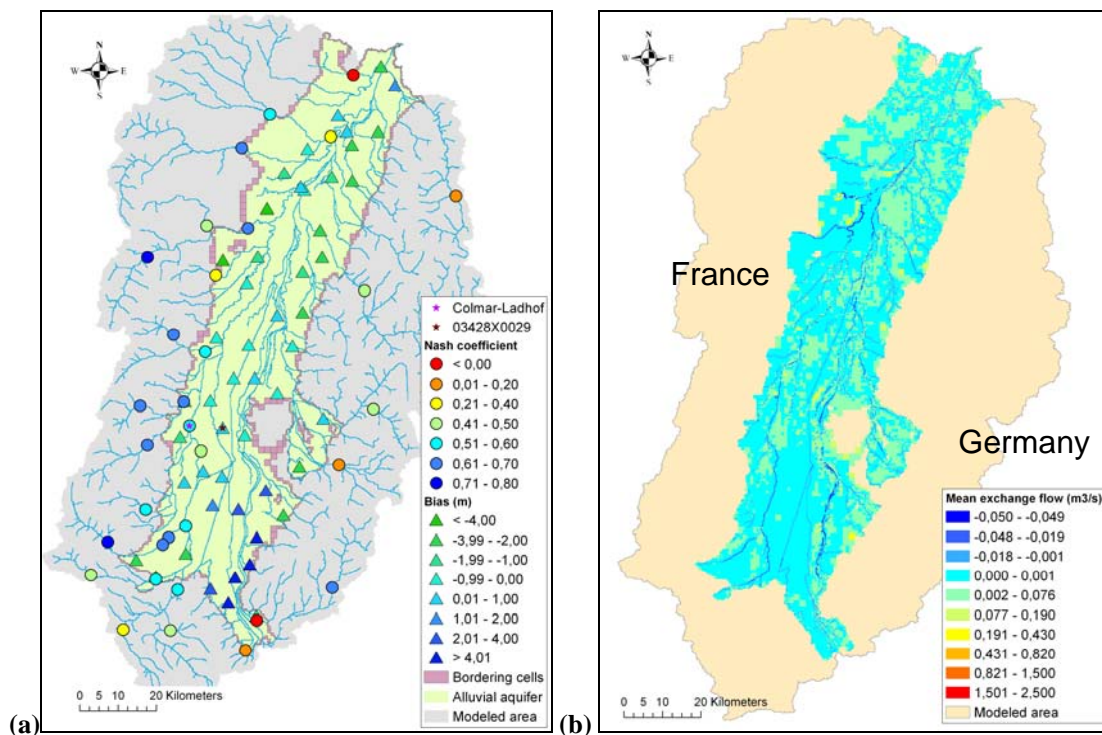 N
W E
S
Colmar-Ladhof
03428X0029
Nash coefficient
< 0,00
0,01 - 0,20
0,21 - 0,40
0,41 - 0,50
0,51 - 0,60
0,61 - 0,70
0,71 - 0,80
Bias (m)
< -4,00
-3,99 - -2,00
-1,99 - -1,00
-0,99 - 0,00
0,01 - 1,00
1,01 - 2,00
2,01 - 4,00
> 4,01
Bordering cells
Alluvial aquifer
Modeled area
0 5 10 20 Kilometers
(a)
N
W E
S
France
Germany
Mean exchange flow (m3/s)
-0,050 - -0,049
-0,048 - -0,019
-0,018 - -0,001
0,000 - 0,001
0,002 - 0,076
0,077 - 0,190
0,191 - 0,430
0,431 - 0,820
0,821 - 1,500
1,501 - 2,500
Modeled area
0 5 10 20 Kilometers
(b)